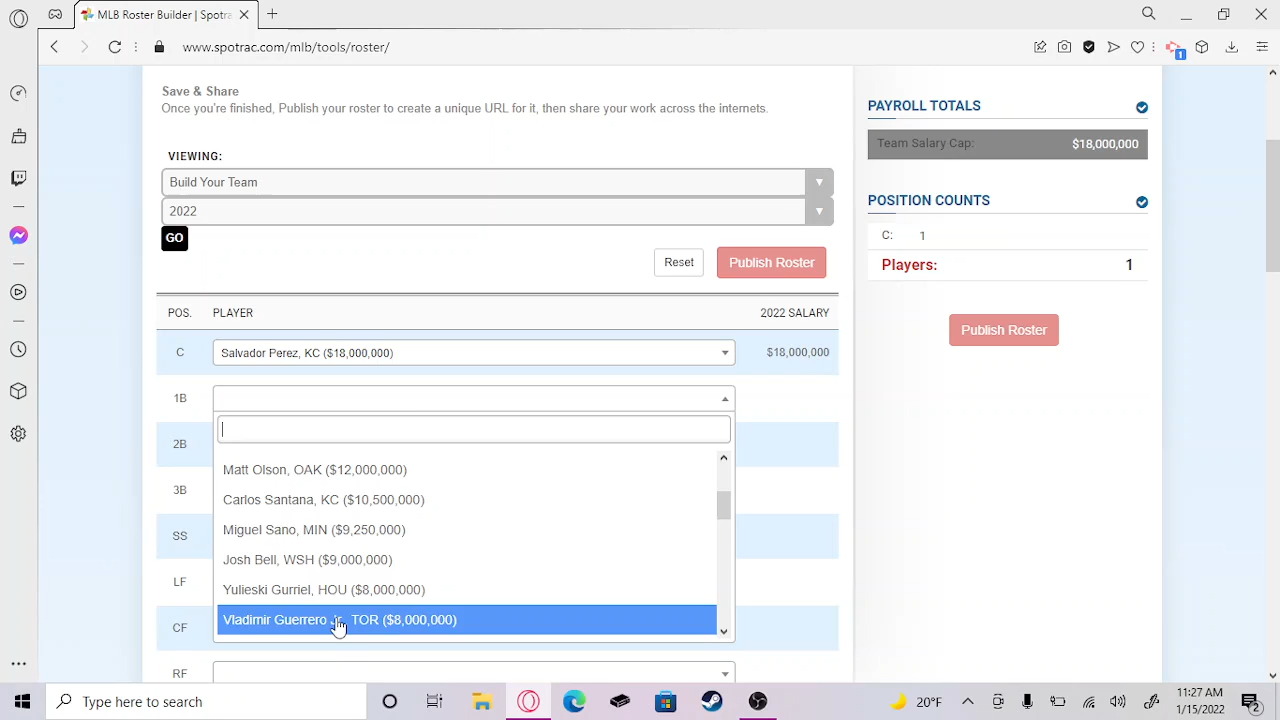 MLB Roster Builder | Spotra
www.spotrac.com/mlb/tools/roster/
1
Save & Share
Once you're finished, Publish your roster to create a unique URL for it, then share your work across the internets.
VIEWING:
Build Your Team
2022
GO
Reset
Publish Roster
POS.
PLAYER
2022 SALARY
C
Salvador Perez, KC ($18,000,000)
$18,000,000
1B
2B
Matt Olson, OAK ($12,000,000)
3B
Carlos Santana, KC ($10,500,000)
Miguel Sano, MIN ($9,250,000)
SS
Josh Bell, WSH ($9,000,000)
LF
Yulieski Gurriel, HOU ($8,000,000)
CF
Vladimir Guerrero Jr., TOR ($8,000,000)
RF
PAYROLL TOTALS
Team Salary Cap:
$18,000,000
POSITION COUNTS
C:
1
Players:
1
Publish Roster
Type here to search
20°F
11:27 AM
1/15/2022
2